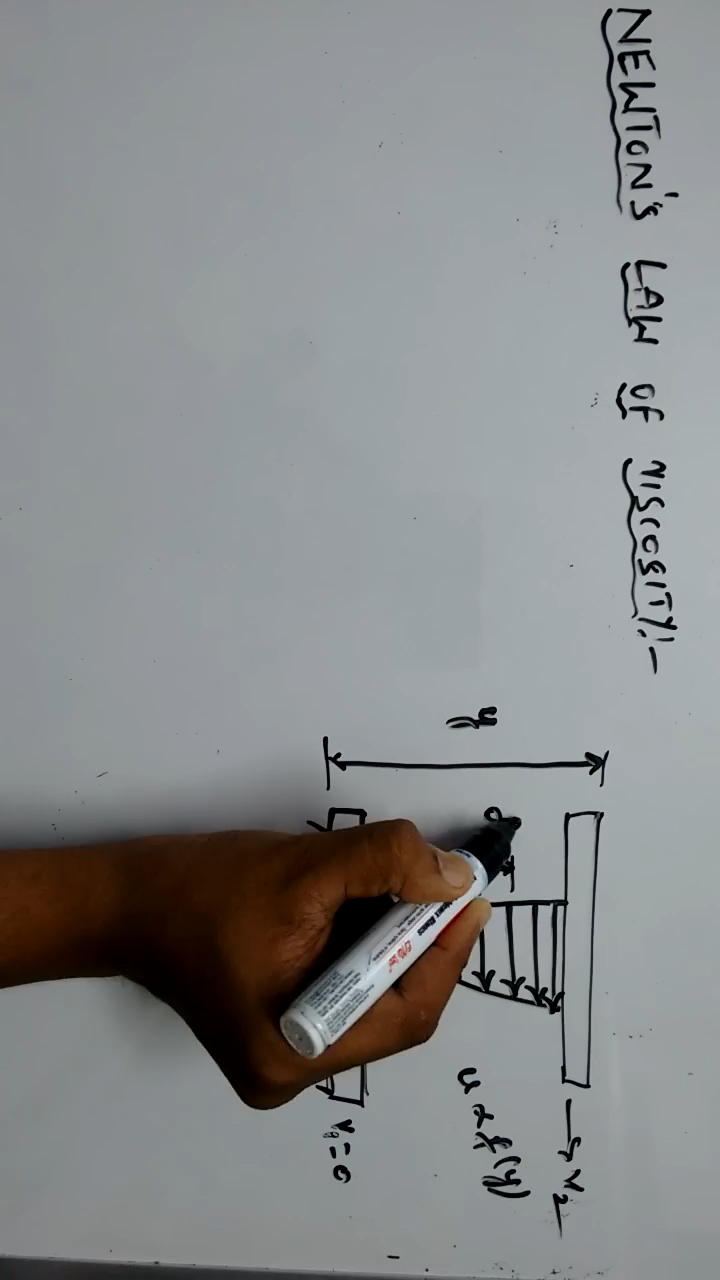 NEWTON'S LAW OF VISCOSITY:-
y
V2
d
u α f(y)
V1=0